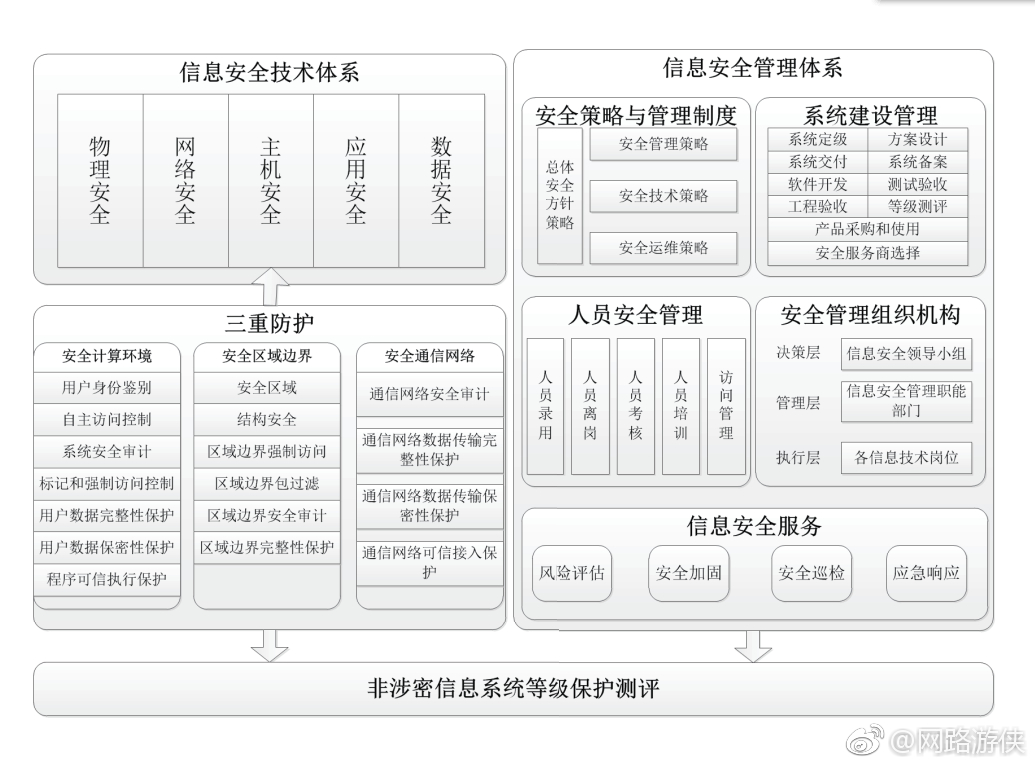 信息安全技术体系
物理安全
网络安全
主机安全
应用安全
数据安全
三重防护
安全计算环境
用户身份鉴别
自主访问控制
系统安全审计
标记和强制访问控制
用户数据完整性保护
用户数据保密性保护
程序可信执行保护
安全区域边界
安全区域
结构安全
区域边界强制访问
区域边界包过滤
区域边界安全审计
区域边界完整性保护
安全通信网络
通信网络安全审计
通信网络数据传输完
整性保护
通信网络数据传输保
密性保护
通信网络可信接入保
护
信息安全管理体系
安全策略与管理制度
总体
安全
方针
策略
安全管理策略
安全技术策略
安全运维策略
系统建设管理
系统定级
方案设计
系统交付
系统备案
软件开发
测试验收
工程验收
等级测评
产品采购和使用
安全服务商选择
人员安全管理
人员录用
人员离岗
人员考核
人员培训
访问管理
安全管理组织机构
决策层
信息安全领导小组
管理层
信息安全管理职能
部门
执行层
各信息技术岗位
信息安全服务
风险评估
安全加固
安全巡检
应急响应
非涉密信息系统等级保护测评
@网路游侠